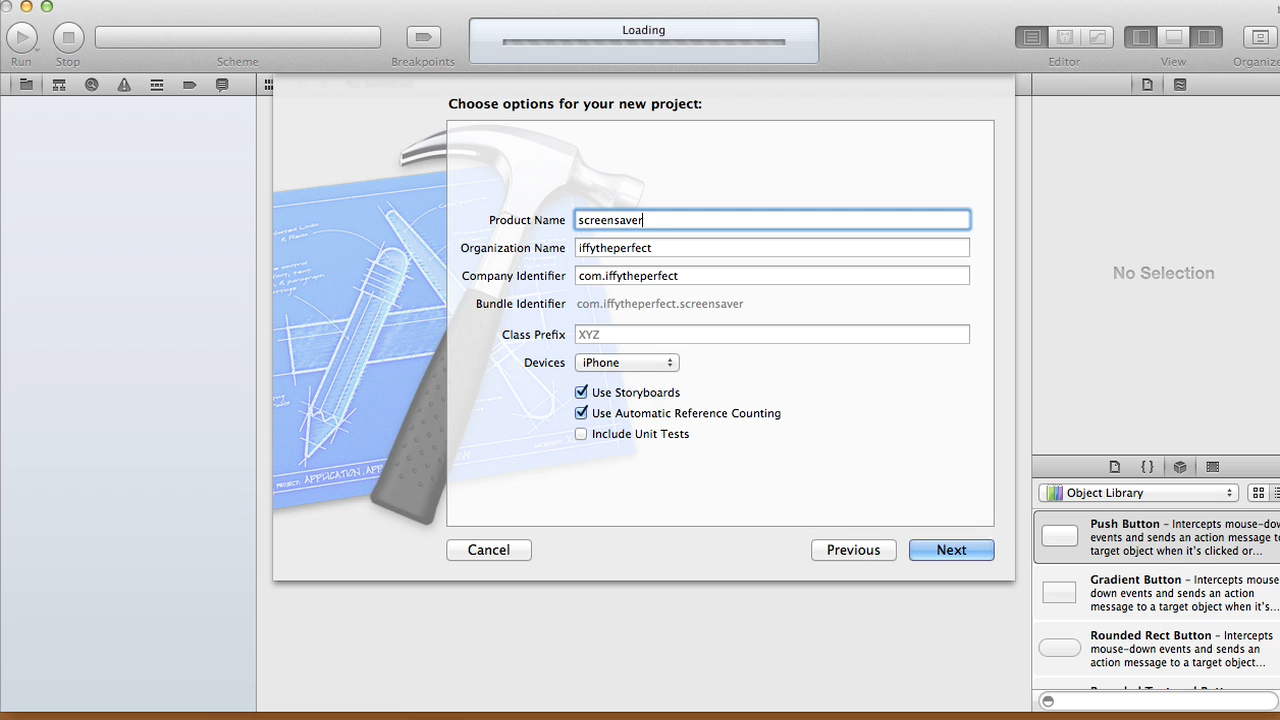 Loading
Run
Stop
Scheme
Breakpoints
Editor
View
Choose options for your new project:
Product Name screensaver
Organization Name iffytheperfect
Company Identifier com.iffytheperfect
Bundle Identifier com.iffytheperfect.screensaver
Class Prefix XYZ
Devices iPhone
Use Storyboards
Use Automatic Reference Counting
Include Unit Tests
PROJECT: APPLICATION.APP
Cancel
Previous
Next
No Selection
Object Library
Push Button – Intercepts mouse-down
events and sends an action message to
target object when it's clicked or...
Gradient Button – Intercepts mouse
down events and sends an action
message to a target object when it's...
Rounded Rect Button – Intercepts
mouse-down events and sends an
action message to a target object...